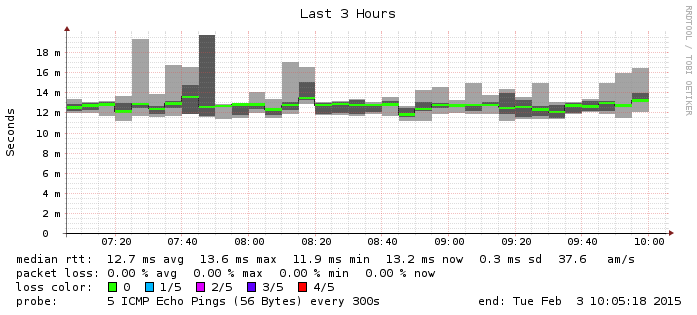 Last 3 Hours
RRDTOOL / TOBI OETIKER
Seconds
18 m
16 m
14 m
12 m
10 m
8 m
6 m
4 m
2 m
0
07:20 07:40 08:00 08:20 08:40 09:00 09:20 09:40 10:00
median rtt: 12.7 ms avg 13.6 ms max 11.9 ms min 13.2 ms now 0.3 ms sd 37.6 am/s
packet loss: 0.00 % avg 0.00 % max 0.00 % min 0.00 % now
loss color: 0 1/5 2/5 3/5 4/5
probe: 5 ICMP Echo Pings (56 Bytes) every 300s end: Tue Feb 3 10:05:18 2015